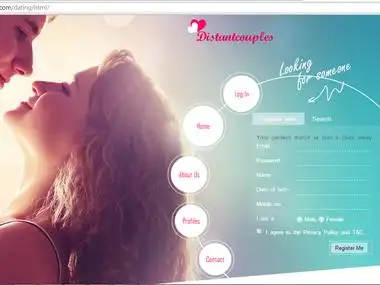 .com/dating/html/
Distantcouples
Looking
for someone
Log-In
Home
About Us
Profiles
Contact
Search
Your perfect match is just a click away
Email
Password
Name
Date of birth
Mobile no.
I am a Male Female
I agree to the Privacy Policy and T&C.
Register Me